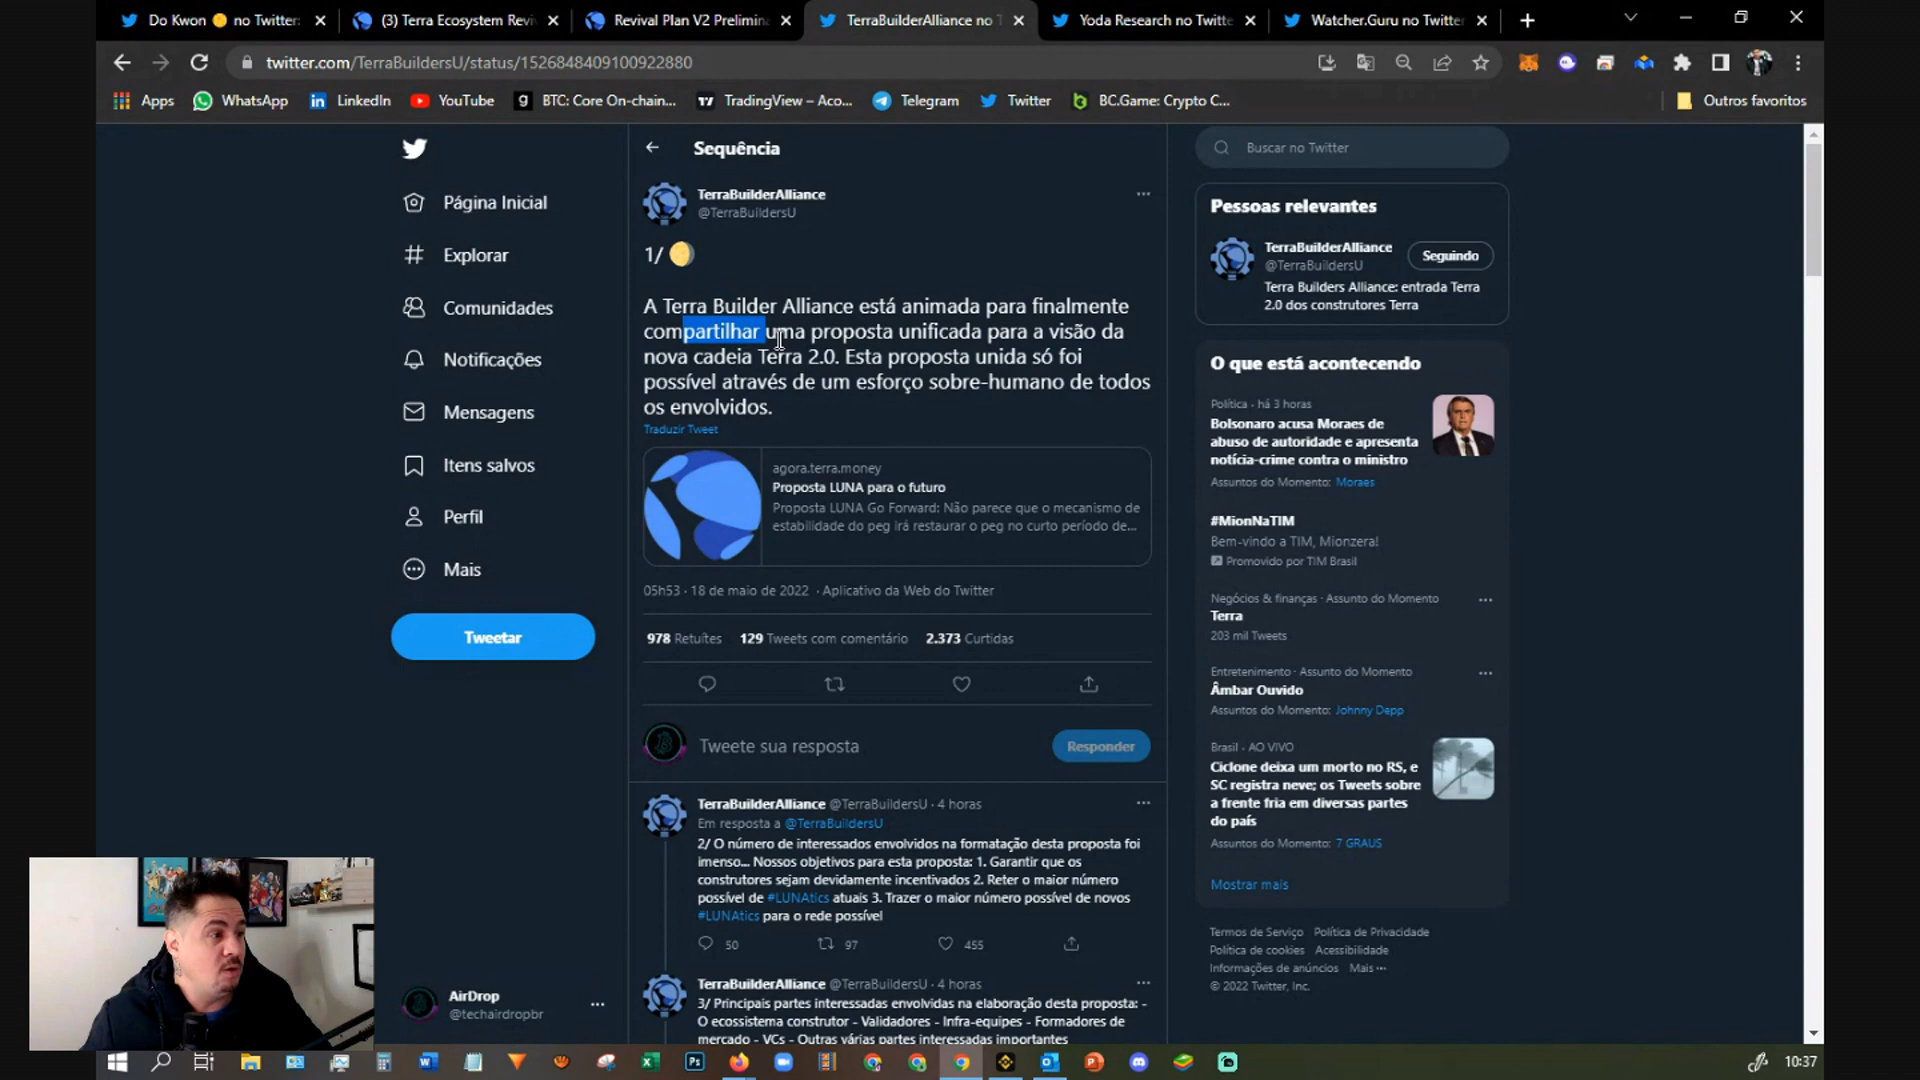 Do Kwon 🌕 no Twitter:
(3) Terra Ecosystem Reviv
Revival Plan V2 Prelimin
TerraBuilderAlliance no T
Yoda Research no Twitte
Watcher.Guru no Twitter
twitter.com/TerraBuildersU/status/1526848409100922880
Apps
WhatsApp
LinkedIn
YouTube
BTC: Core On-chain...
TradingView – Aco...
Telegram
Twitter
BC.Game: Crypto C...
Outros favoritos
Sequência
Buscar no Twitter
Página Inicial
Explorar
Comunidades
Notificações
Mensagens
Itens salvos
Perfil
Mais
Tweetar
TerraBuilderAlliance
@TerraBuildersU
1/ 🌖
A Terra Builder Alliance está animada para finalmente
compartilhar uma proposta unificada para a visão da
nova cadeia Terra 2.0. Esta proposta unida só foi
possível através de um esforço sobre-humano de todos
os envolvidos.
Traduzir Tweet
agora.terra.money
Proposta LUNA para o futuro
Proposta LUNA Go Forward: Não parece que o mecanismo de
estabilidade do peg irá restaurar o peg no curto período de...
05h53 · 18 de maio de 2022 · Aplicativo da Web do Twitter
978 Retuítes 129 Tweets com comentário 2.373 Curtidas
Tweete sua resposta
Responder
TerraBuilderAlliance @TerraBuildersU · 4 horas
Em resposta a @TerraBuildersU
2/ O número de interessados envolvidos na formatação desta proposta foi
imenso... Nossos objetivos para esta proposta: 1. Garantir que os
construtores sejam devidamente incentivados 2. Reter o maior número
possível de #LUNAtics atuais 3. Trazer o maior número possível de novos
#LUNAtics para o rede possível
50 97 455
TerraBuilderAlliance @TerraBuildersU · 4 horas
3/ Principais partes interessadas envolvidas na elaboração desta proposta: -
O ecossistema construtor - Validadores - Infra-equipes - Formadores de
mercado - VCs - Outras várias partes interessadas importantes
Pessoas relevantes
TerraBuilderAlliance
@TerraBuildersU
Seguindo
Terra Builders Alliance: entrada Terra
2.0 dos construtores Terra
O que está acontecendo
Política · há 3 horas
Bolsonaro acusa Moraes de
abuso de autoridade e apresenta
notícia-crime contra o ministro
Assuntos do Momento: Moraes
#MionNaTIM
Bem-vindo a TIM, Mionzera!
Promovido por TIM Brasil
Negócios & finanças · Assunto do Momento
Terra
203 mil Tweets
Entretenimento · Assunto do Momento
Âmbar Ouvido
Assuntos do Momento: Johnny Depp
Brasil · AO VIVO
Ciclone deixa um morto no RS, e
SC registra neve; os Tweets sobre
a frente fria em diversas partes
do país
Assuntos do Momento: 7 GRAUS
Mostrar mais
Termos de Serviço Política de Privacidade
Política de cookies Acessibilidade
Informações de anúncios Mais ···
© 2022 Twitter, Inc.
AirDrop
@techairdropbr
10:37